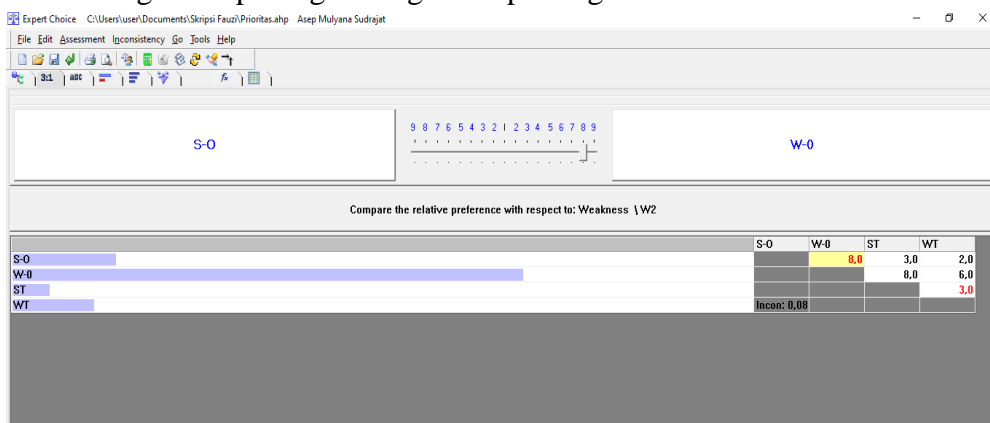 Expert Choice C:\Users\user\Documents\Skripsi Fauzi\Prioritas.ahp Asep Mulyana Sudrajat
File Edit Assessment Inconsistency Go Tools Help
3:1 ABC fx
9 8 7 6 5 4 3 2 1 2 3 4 5 6 7 8 9
S-O W-0
Compare the relative preference with respect to: Weakness \ W2
S-O W-0 ST WT
S-O 8,0 3,0 2,0
W-0 8,0 6,0
ST 3,0
WT Incon: 0,08